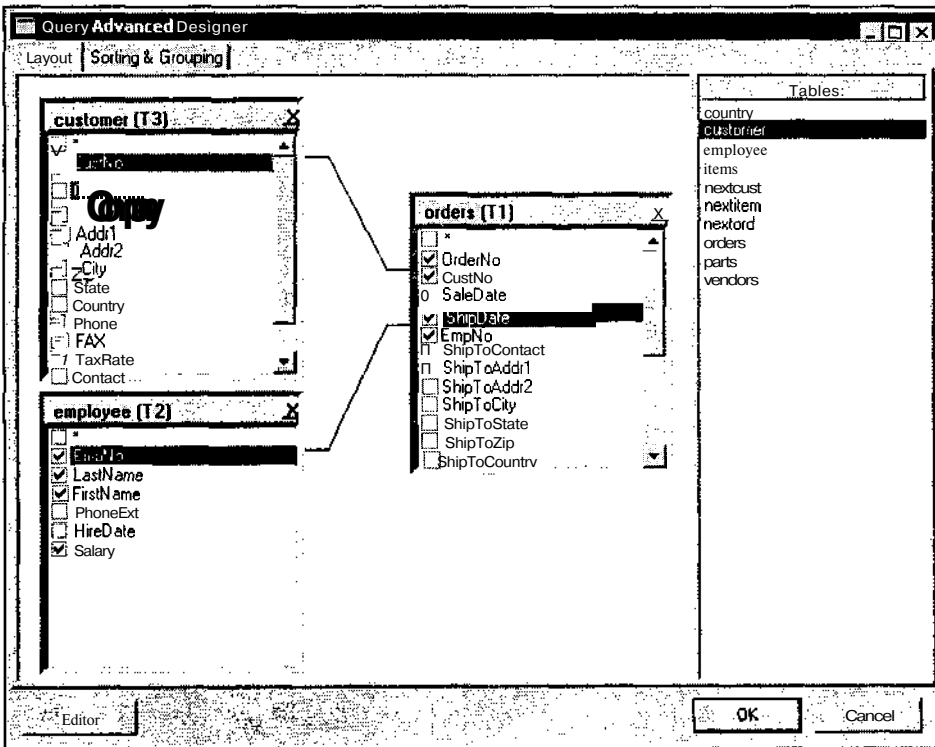 Query Advanced Designer
Layout Sorting & Grouping
customer (T3) X
*
CustNo
Addr1
Addr2
City
State
Country
Phone
FAX
TaxRate
Contact
employee (T2) X
*
EmpNo
LastName
FirstName
PhoneExt
HireDate
Salary
orders (T1) X
*
OrderNo
CustNo
SaleDate
ShipDate
EmpNo
ShipToContact
ShipToAddr1
ShipToAddr2
ShipToCity
ShipToState
ShipToZip
ShipToCountrv
Tables:
country
customer
employee
items
nextcust
nextitem
nextord
orders
parts
vendors
Editor
OK
Cancel